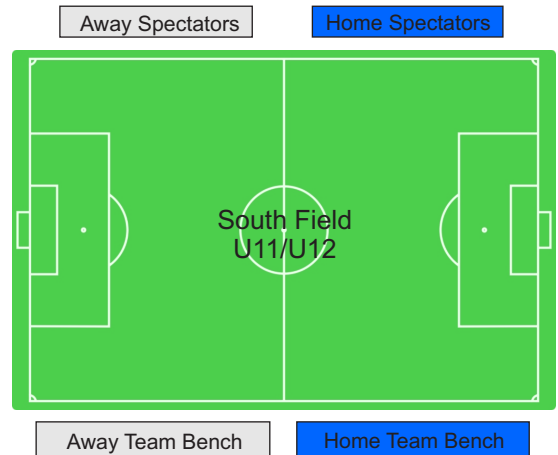 Away Spectators
Home Spectators
South Field
U11/U12
Away Team Bench
Home Team Bench